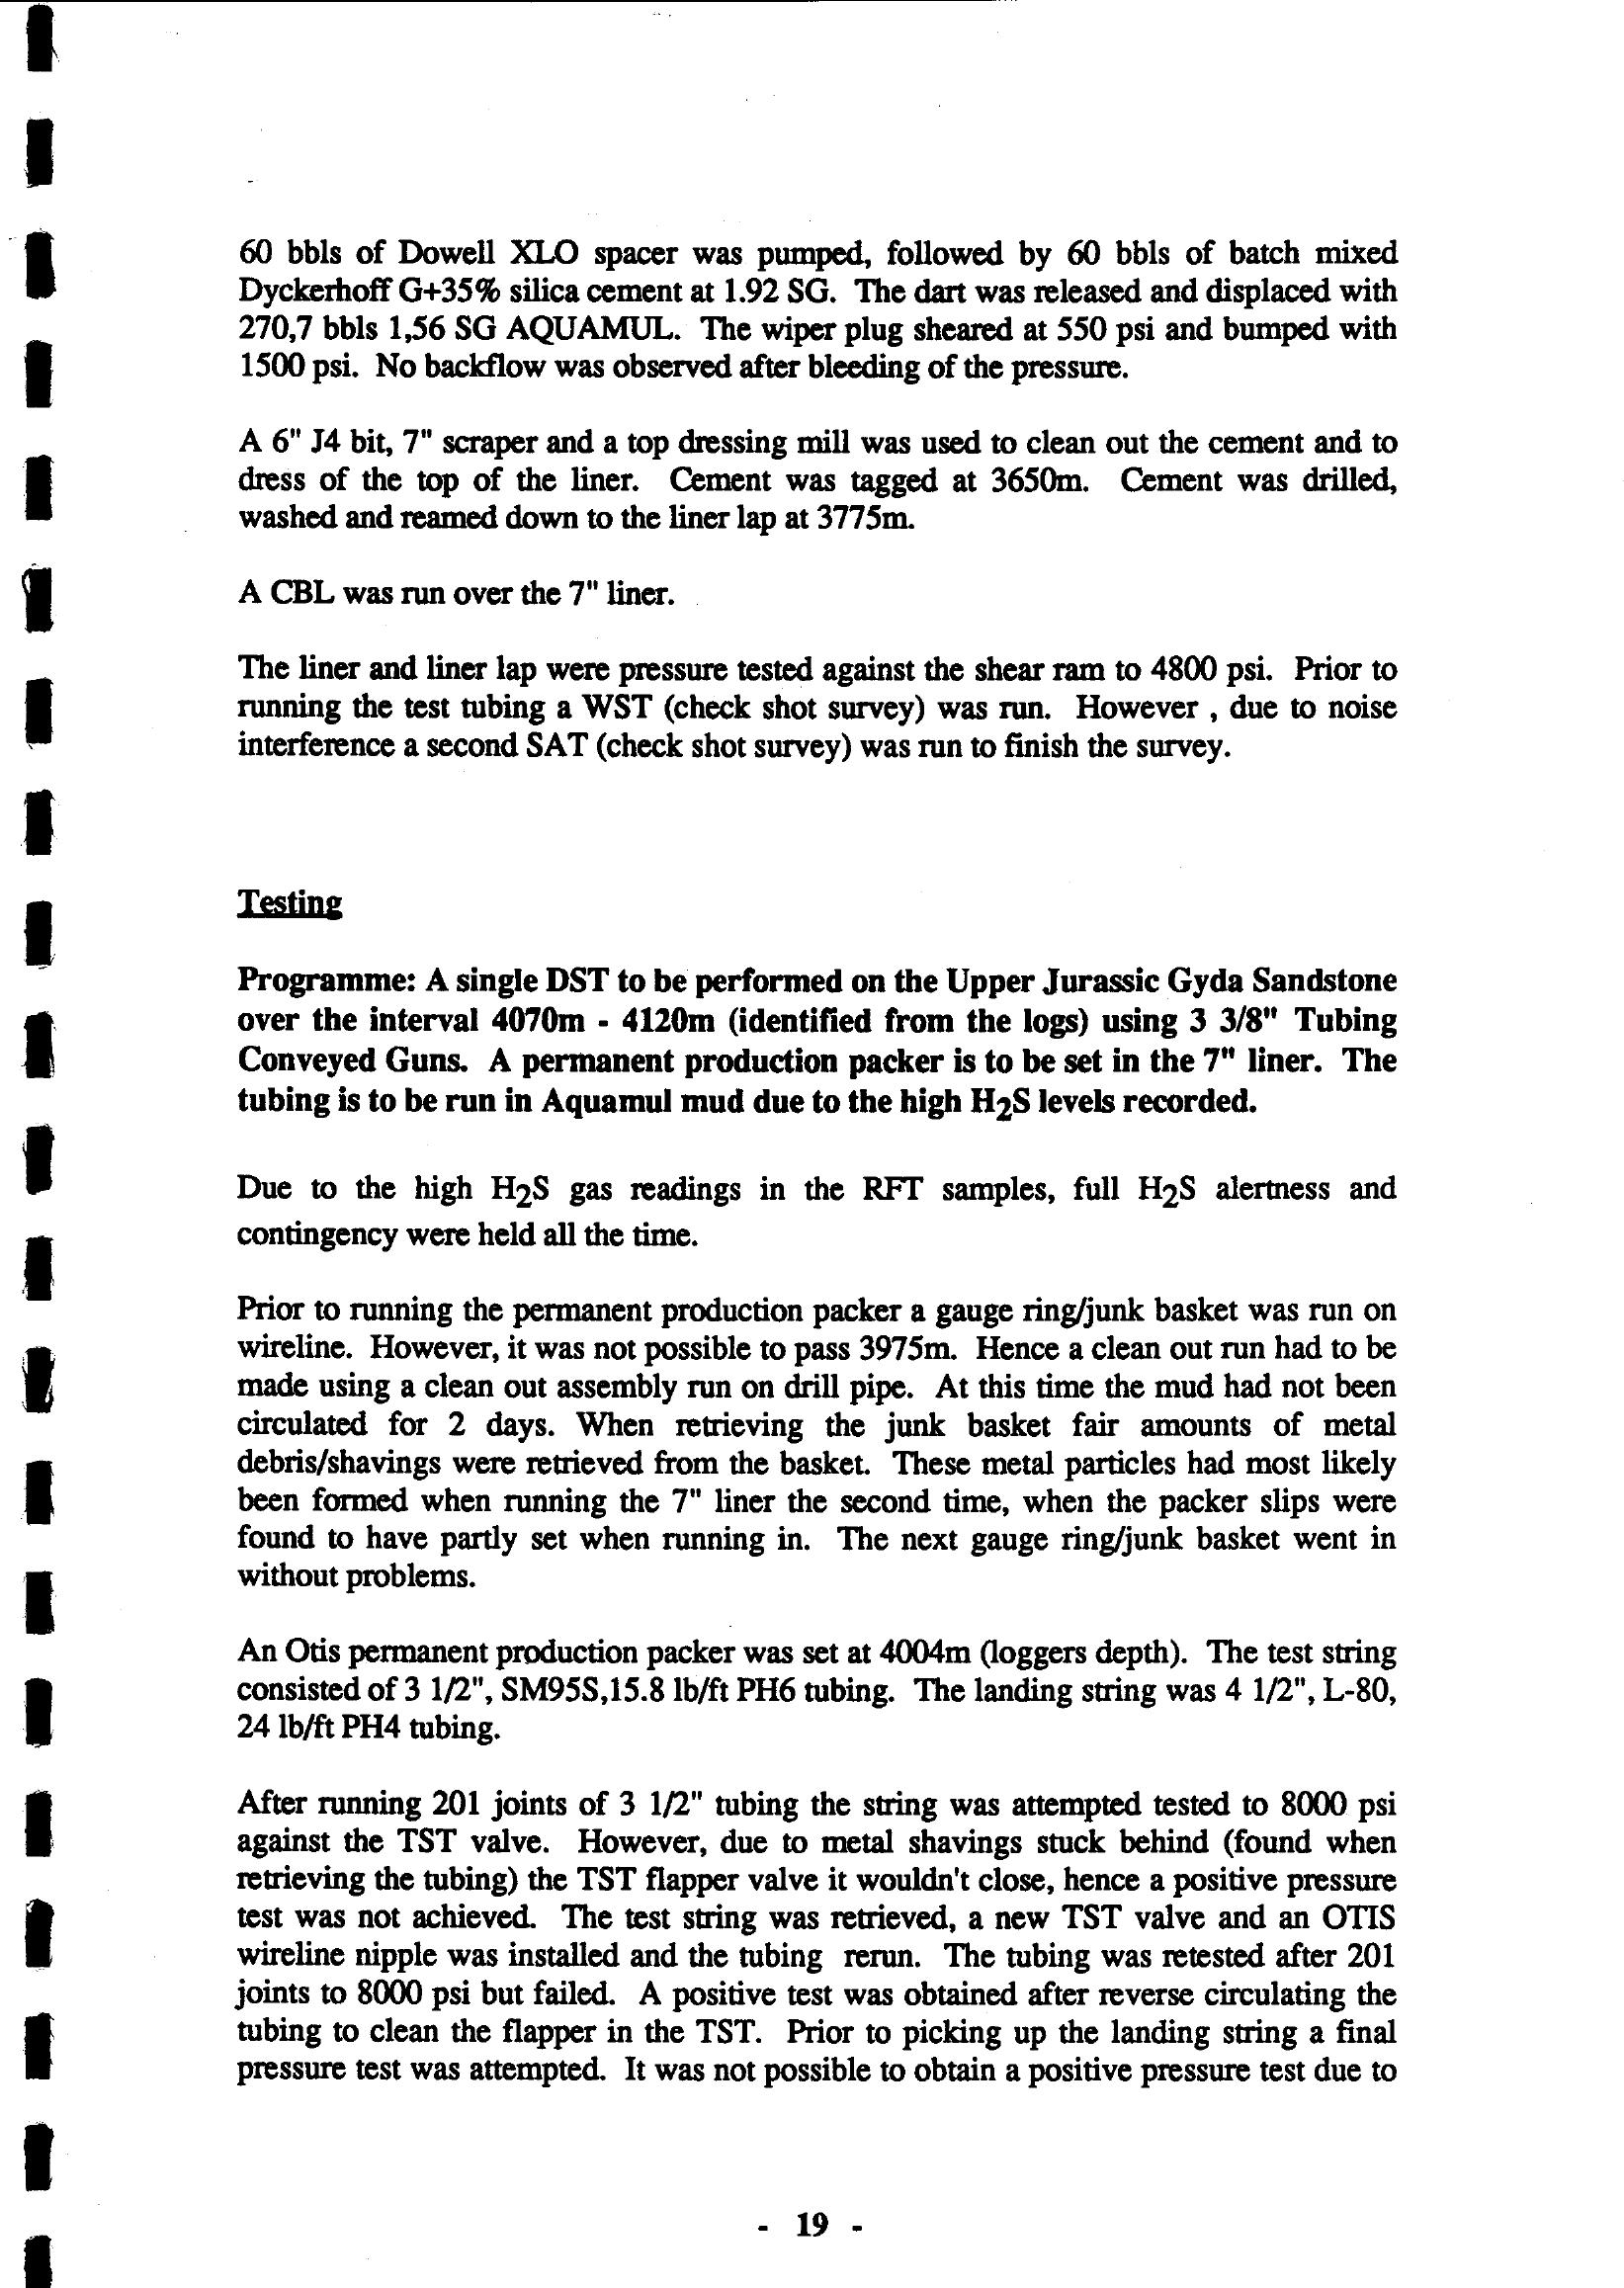 60 bbls of Dowell XLO spacer was pumped, followed by 60 bbls of batch mixed
Dyckerhoff G+35% silica cement at 1.92 SG. The dart was released and displaced with
270,7 bbls 1,56 SG AQUAMUL. The wiper plug sheared at 550 psi and bumped with
1500 psi. No backflow was observed after bleeding of the pressure.
A 6" J4 bit, 7" scraper and a top dressing mill was used to clean out the cement and to
dress of the top of the liner. Cement was tagged at 3650m. Cement was drilled,
washed and reamed down to the liner lap at 3775m.
A CBL was run over the 7" liner.
The liner and liner lap were pressure tested against the shear ram to 4800 psi. Prior to
running the test tubing a WST (check shot survey) was run. However , due to noise
interference a second SAT (check shot survey) was run to finish the survey.
Testing
Programme: A single DST to be performed on the Upper Jurassic Gyda Sandstone
over the interval 4070m - 4120m (identified from the logs) using 3 3/8" Tubing
Conveyed Guns. A permanent production packer is to be set in the 7" liner. The
tubing is to be run in Aquamul mud due to the high H2S levels recorded.
Due to the high H2S gas readings in the RFT samples, full H2S alertness and
contingency were held all the time.
Prior to running the permanent production packer a gauge ring/junk basket was run on
wireline. However, it was not possible to pass 3975m. Hence a clean out run had to be
made using a clean out assembly run on drill pipe. At this time the mud had not been
circulated for 2 days. When retrieving the junk basket fair amounts of metal
debris/shavings were retrieved from the basket. These metal particles had most likely
been formed when running the 7" liner the second time, when the packer slips were
found to have partly set when running in. The next gauge ring/junk basket went in
without problems.
An Otis permanent production packer was set at 4004m (loggers depth). The test string
consisted of 3 1/2", SM95S,15.8 lb/ft PH6 tubing. The landing string was 4 1/2", L-80,
24 lb/ft PH4 tubing.
After running 201 joints of 3 1/2" tubing the string was attempted tested to 8000 psi
against the TST valve. However, due to metal shavings stuck behind (found when
retrieving the tubing) the TST flapper valve it wouldn't close, hence a positive pressure
test was not achieved. The test string was retrieved, a new TST valve and an OTIS
wireline nipple was installed and the tubing rerun. The tubing was retested after 201
joints to 8000 psi but failed. A positive test was obtained after reverse circulating the
tubing to clean the flapper in the TST. Prior to picking up the landing string a final
pressure test was attempted. It was not possible to obtain a positive pressure test due to
- 19 -